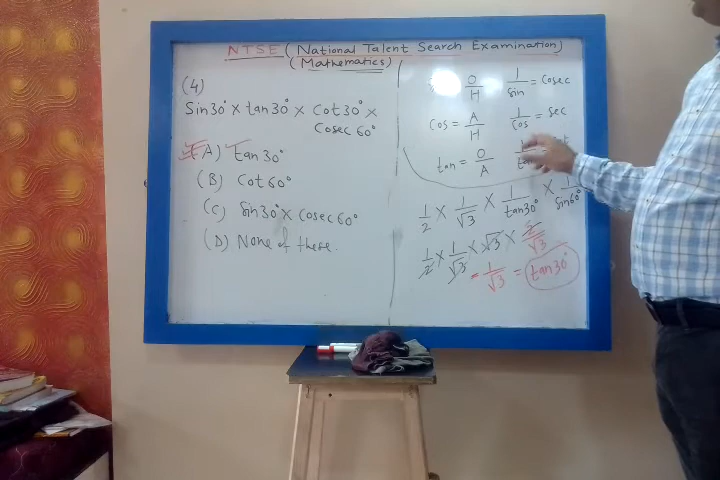 NTSE (National Talent Search Examination)
(Mathematics)
(4)
Sin30° × tan30° × Cot30° ×
Cosec 60°
(A) tan 30°
(B) Cot 60°
(C) Sin30° × Cosec 60°
(D) None of these.
O/H 1/Sin = Cosec
Cos = A/H 1/Cos = Sec
tan = O/A
1/2 × 1/√3 × 1/tan30° × 1/Sin60°
1/2 × 1/√3 × √3 × 2/√3
= 1/√3 = tan30°